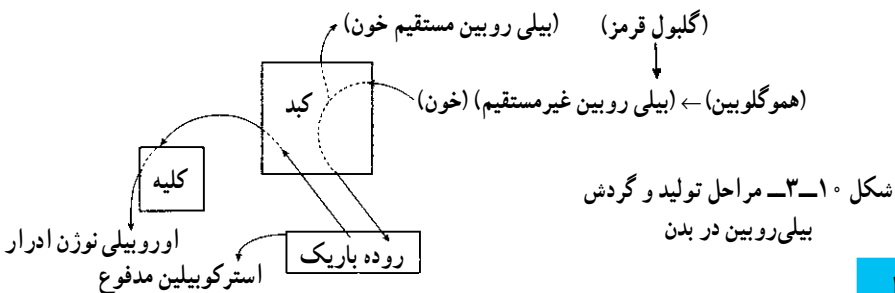 (گلبول قرمز) (بیلی روبین مستقیم خون)
(هموگلوبین) ← (بیلی روبین غیرمستقیم) (خون)
کبد
کلیه
شکل ۱۰ــ۳ــ مراحل تولید و گردش
بیلی‌روبین در بدن
اوروبیلی نوژن ادرار
روده باریک
استرکوبیلین مدفوع